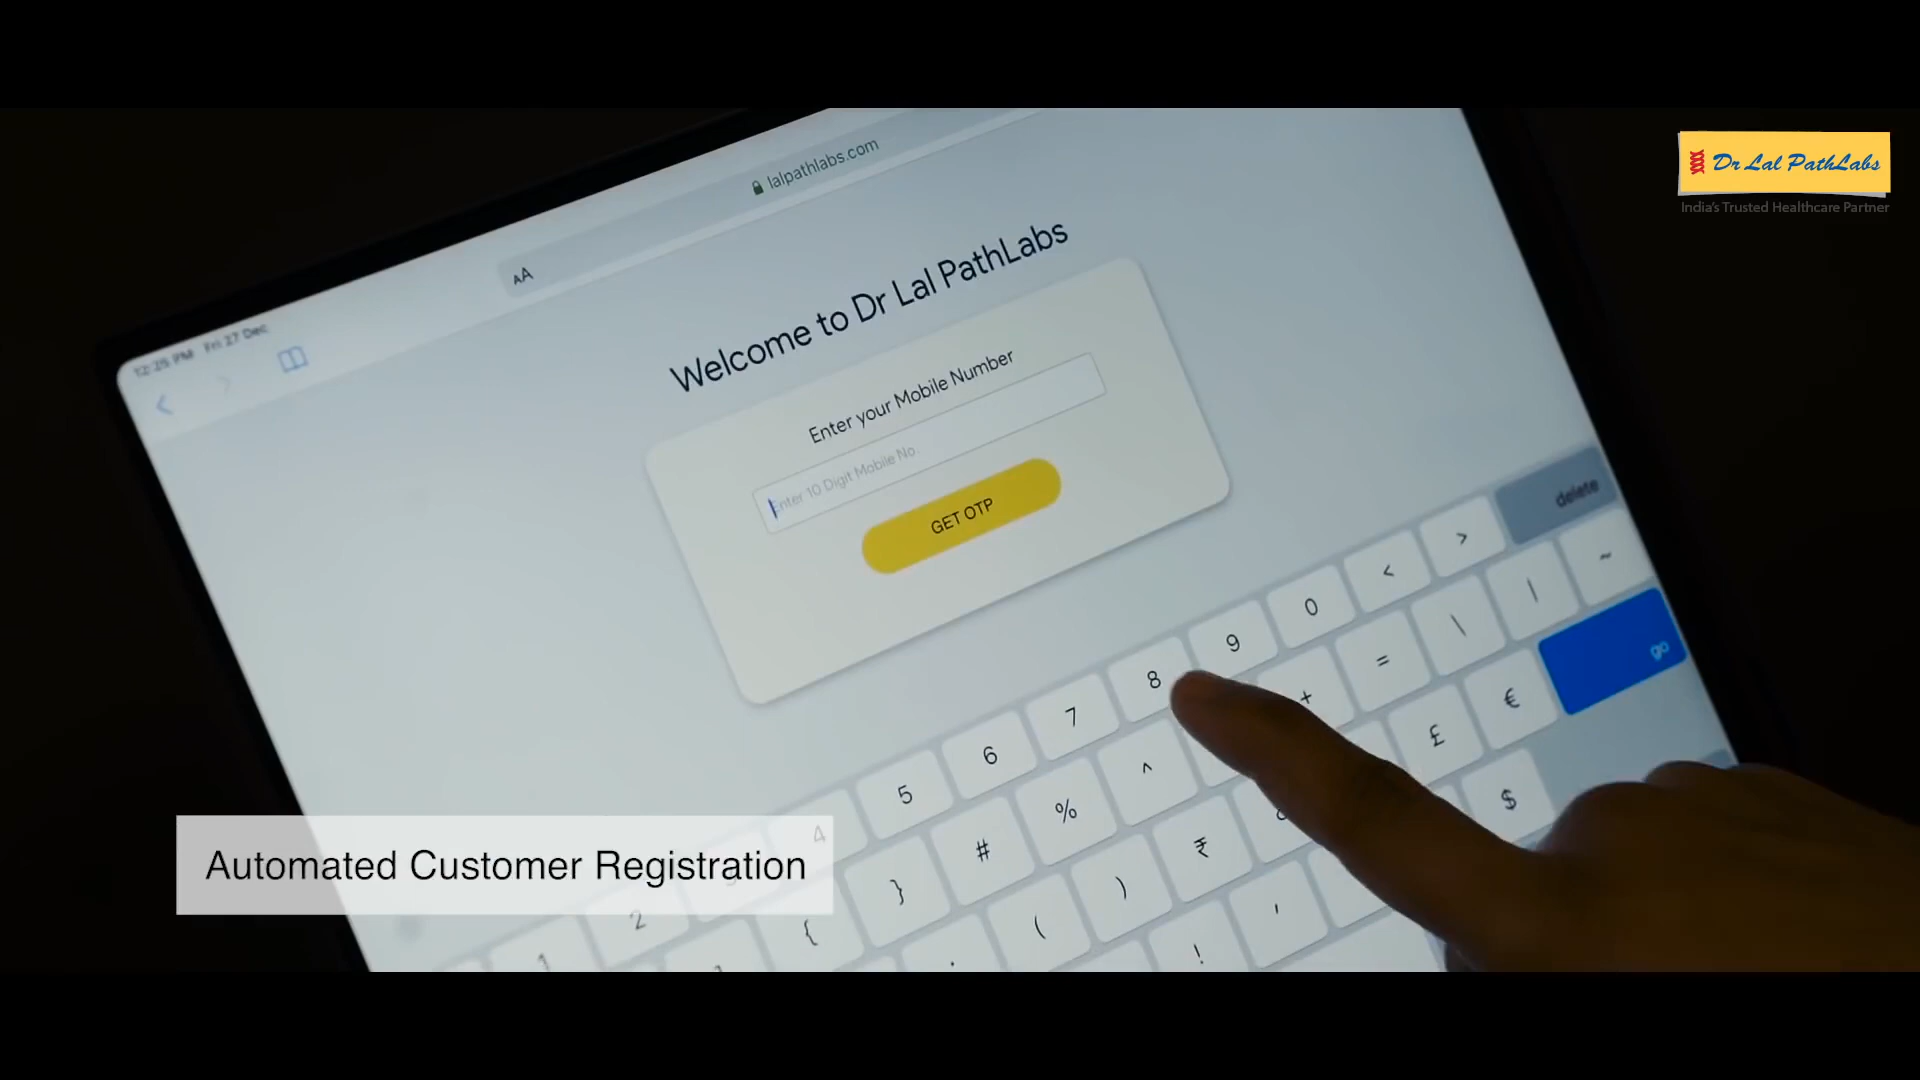 Dr Lal PathLabs
India's Trusted Healthcare Partner
12:25 PM Fri 27 Dec
AA
lalpathlabs.com
Welcome to Dr Lal PathLabs
Enter your Mobile Number
Enter 10 Digit Mobile No.
GET OTP
1 2 4 5 6 7 8 9 0 < > delete
{ } # % ^ + = \ | ~
( ) ₹ £ € go
! ' $
Automated Customer Registration